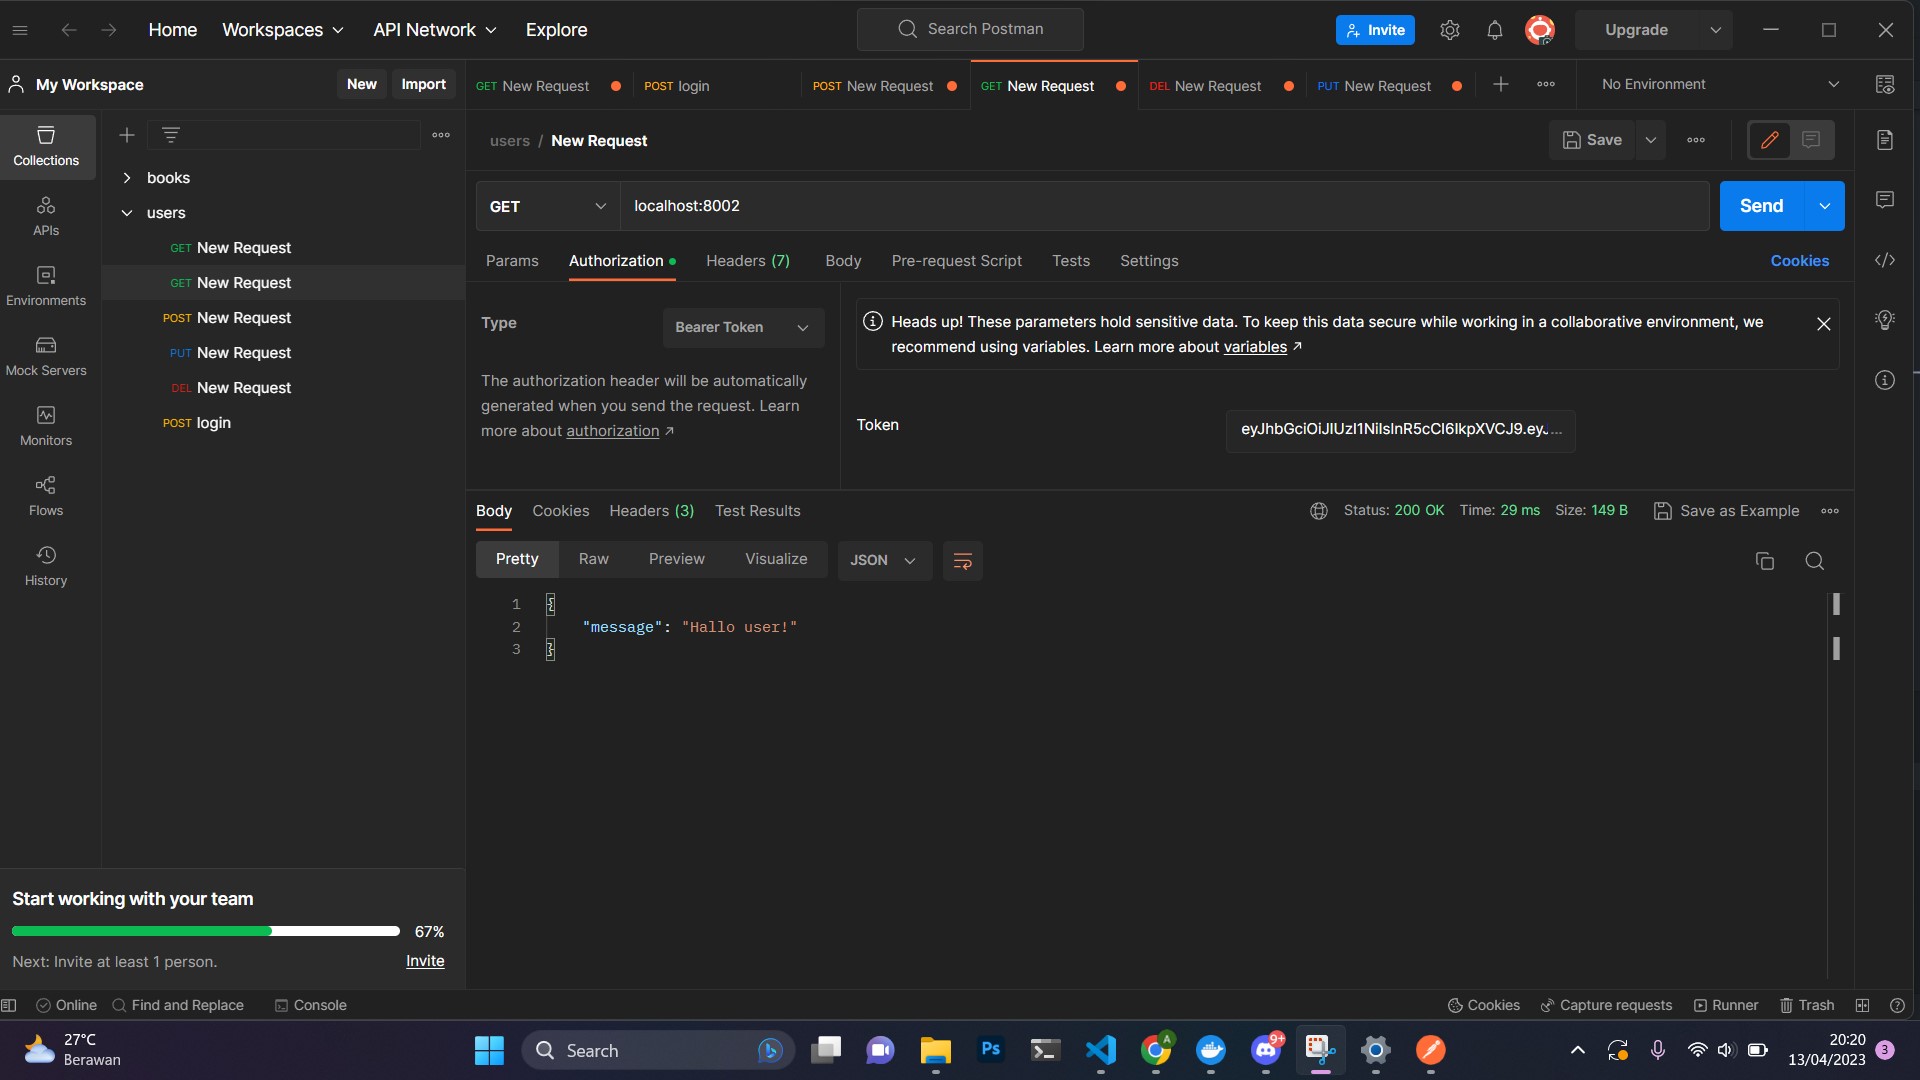 Home Workspaces API Network Explore Search Postman Invite Upgrade
My Workspace New Import GET New Request POST login POST New Request GET New Request DEL New Request PUT New Request No Environment
Collections
APIs
Environments
Mock Servers
Monitors
Flows
History
books
users
GET New Request
GET New Request
POST New Request
PUT New Request
DEL New Request
POST login
users / New Request Save
GET localhost:8002 Send
Params Authorization Headers (7) Body Pre-request Script Tests Settings Cookies
Type Bearer Token
The authorization header will be automatically
generated when you send the request. Learn
more about authorization ↗
Heads up! These parameters hold sensitive data. To keep this data secure while working in a collaborative environment, we
recommend using variables. Learn more about variables ↗
Token eyJhbGciOiJIUzI1NiIsInR5cCI6IkpXVCJ9.eyJ...
Body Cookies Headers (3) Test Results Status: 200 OK Time: 29 ms Size: 149 B Save as Example
Pretty Raw Preview Visualize JSON
1 {
2 "message": "Hallo user!"
3 }
Start working with your team
67%
Next: Invite at least 1 person. Invite
Online Find and Replace Console Cookies Capture requests Runner Trash
27°C
Berawan
Search
Ps
A
9+
20:20
13/04/2023
3